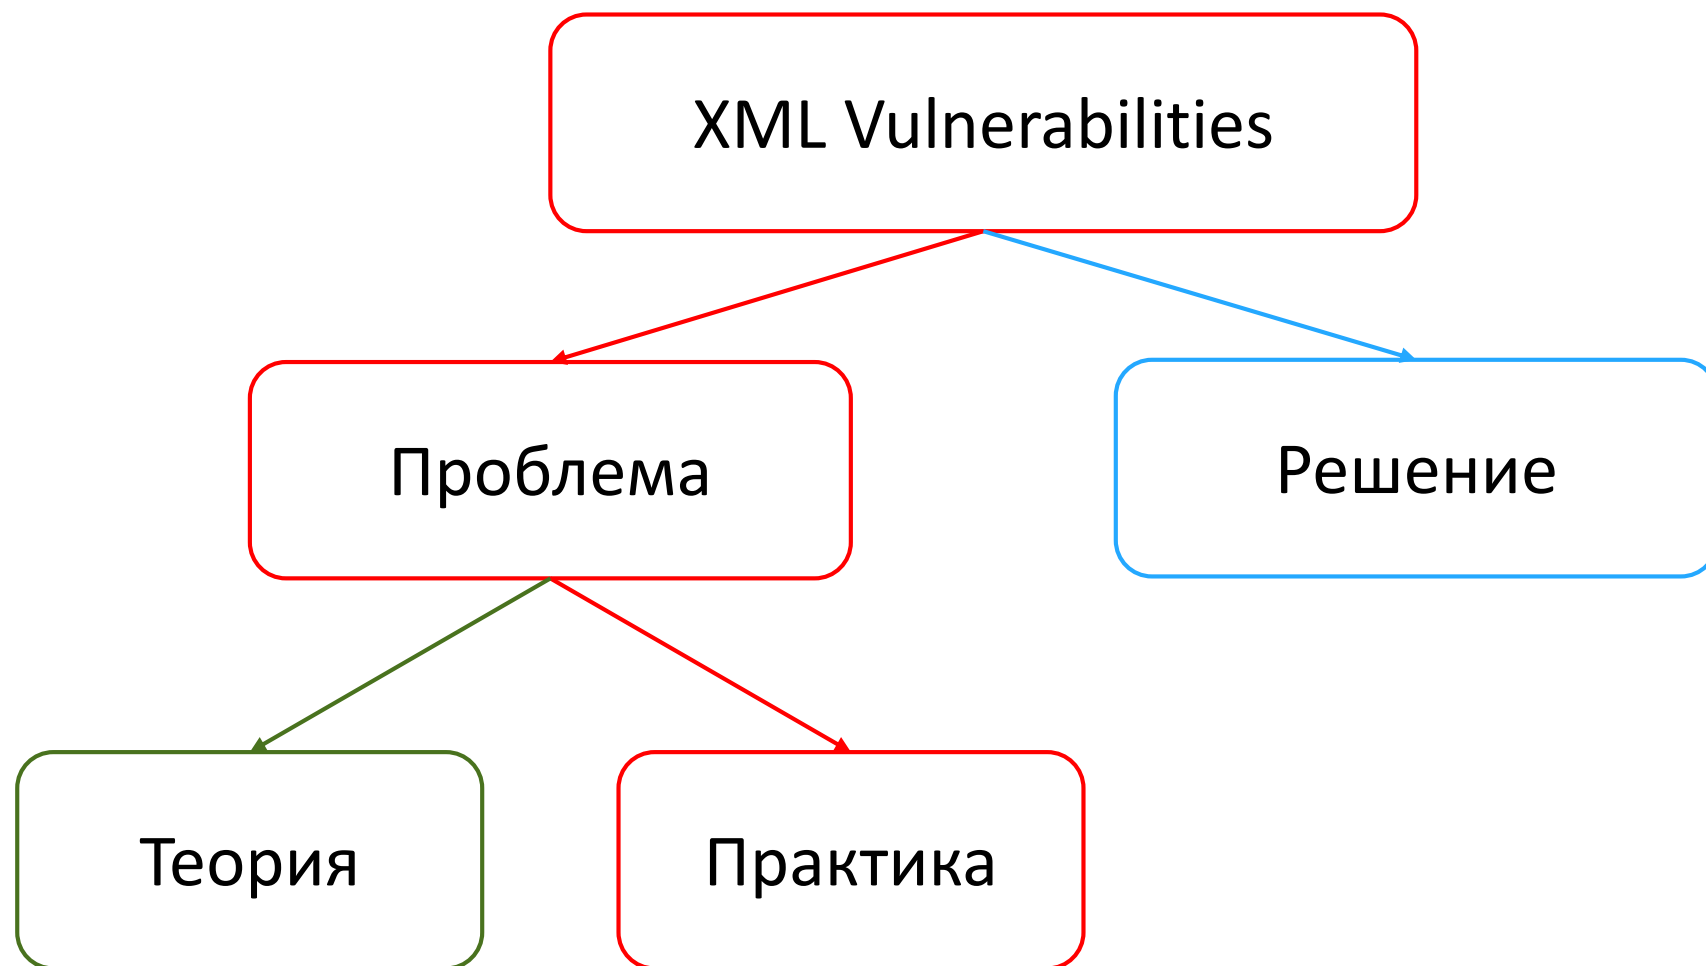 XML Vulnerabilities
Проблема
Решение
Теория
Практика